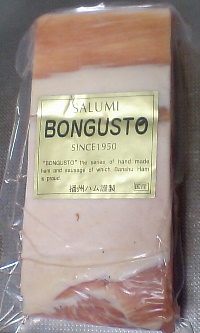 SALUMI
BONGUSTO
SINCE1950
"BONGUSTO" the series of hand made
ham and sausage of which Banshu Ham
is proud.
播州ハム謹製